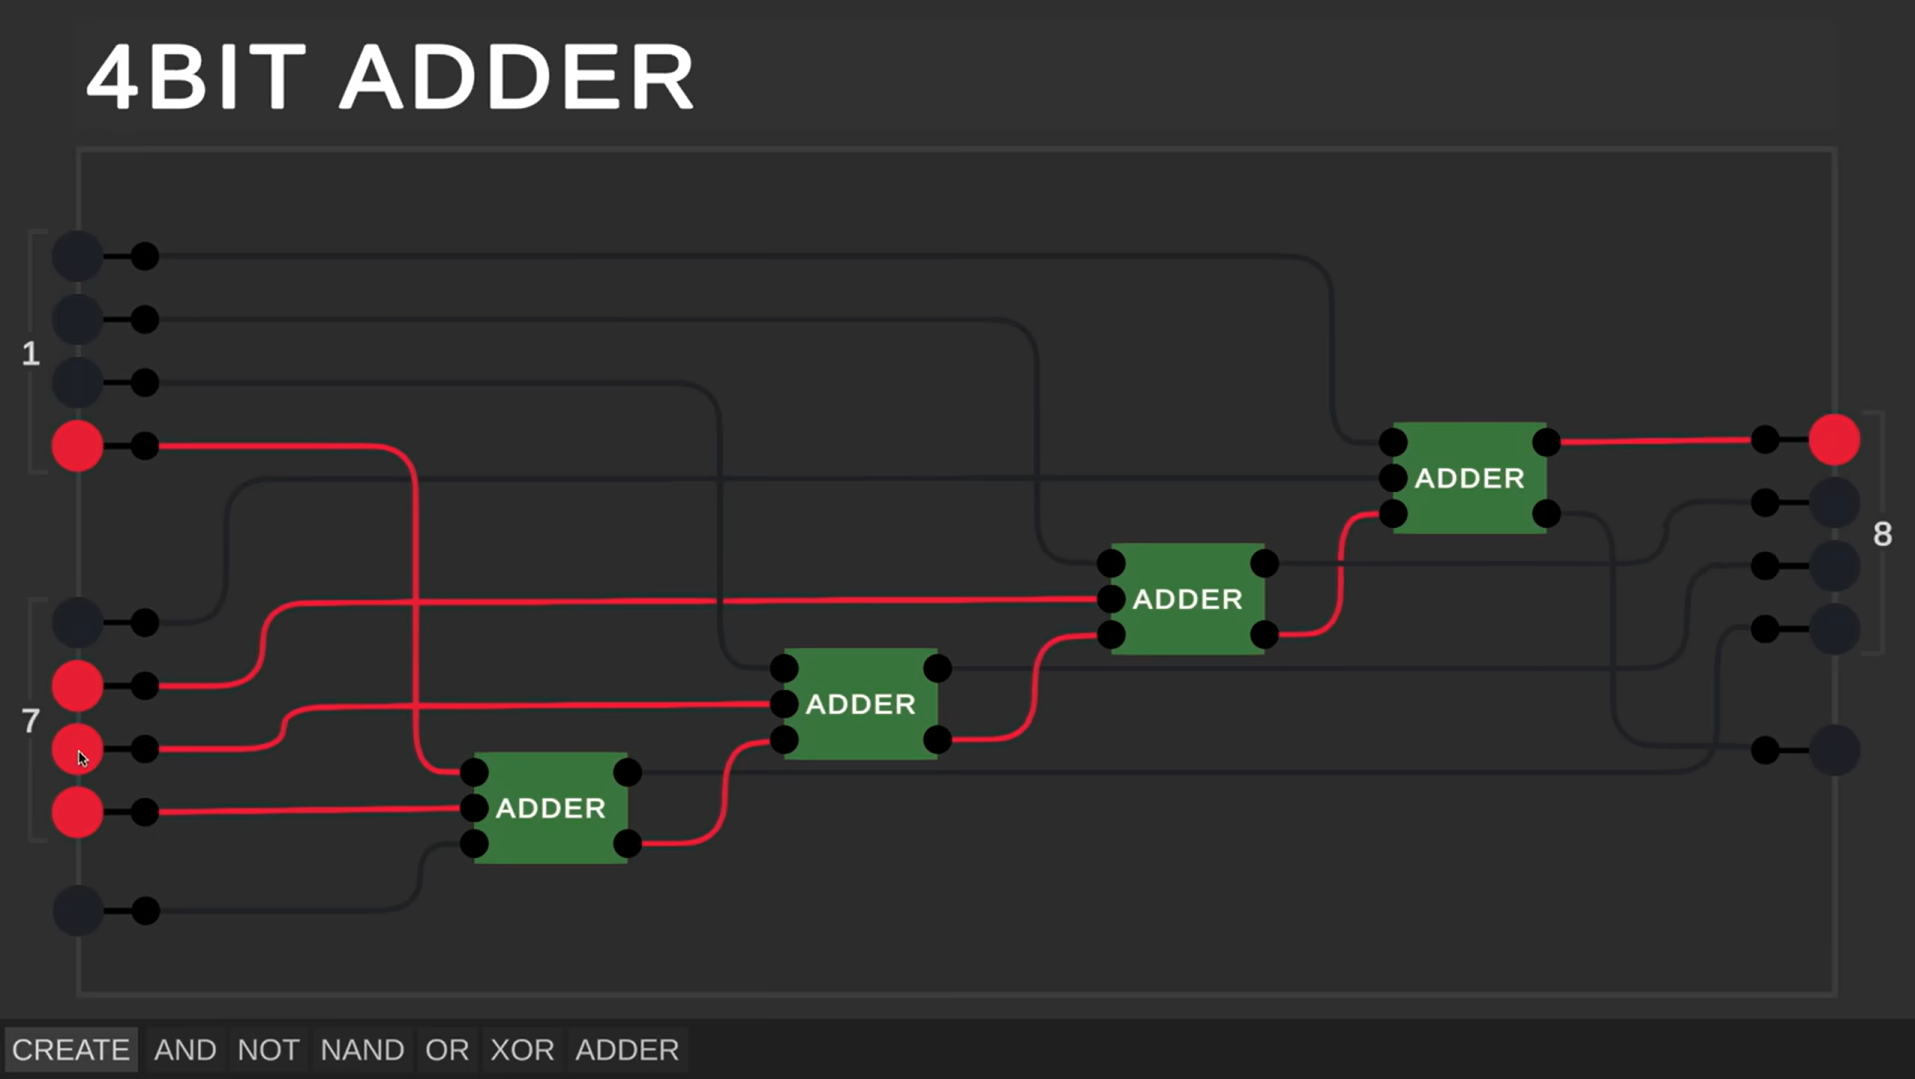 4BIT ADDER
1
ADDER
8
ADDER
7
ADDER
ADDER
CREATE AND NOT NAND OR XOR ADDER